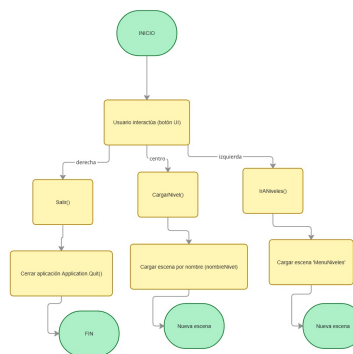 INICIO
Usuario interactúa (botón UI)
derecha
centro
izquierda
Salir()
CargarNivel()
IrANiveles()
Cerrar aplicación Application.Quit()
Cargar escena por nombre (nombreNivel)
Cargar escena 'MenuNiveles'
FIN
Nueva escena
Nueva escena